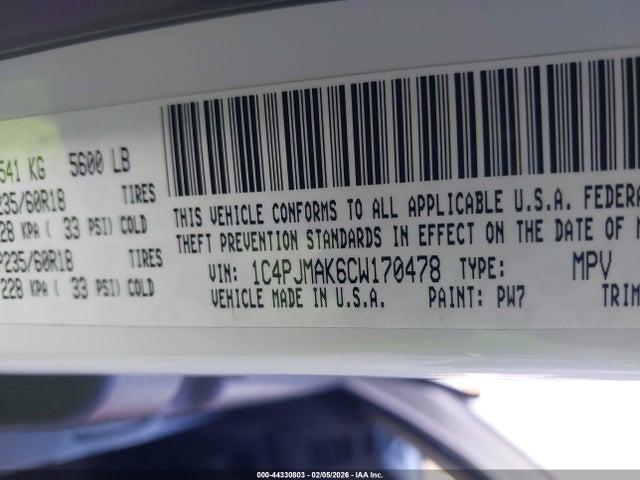 541 KG 5600 LB
235/60R18 TIRES
228 KPA ( 33 PSI) COLD
P235/60R18 TIRES
228 KPA ( 33 PSI) COLD
THIS VEHICLE CONFORMS TO ALL APPLICABLE U.S.A. FEDERA
THEFT PREVENTION STANDARDS IN EFFECT ON THE DATE OF M
VIN: 1C4PJMAK6CW170478 TYPE: MPV
VEHICLE MADE IN U.S.A. PAINT: PW7 TRIM
000-44330803 - 02/05/2026 - IAA Inc.